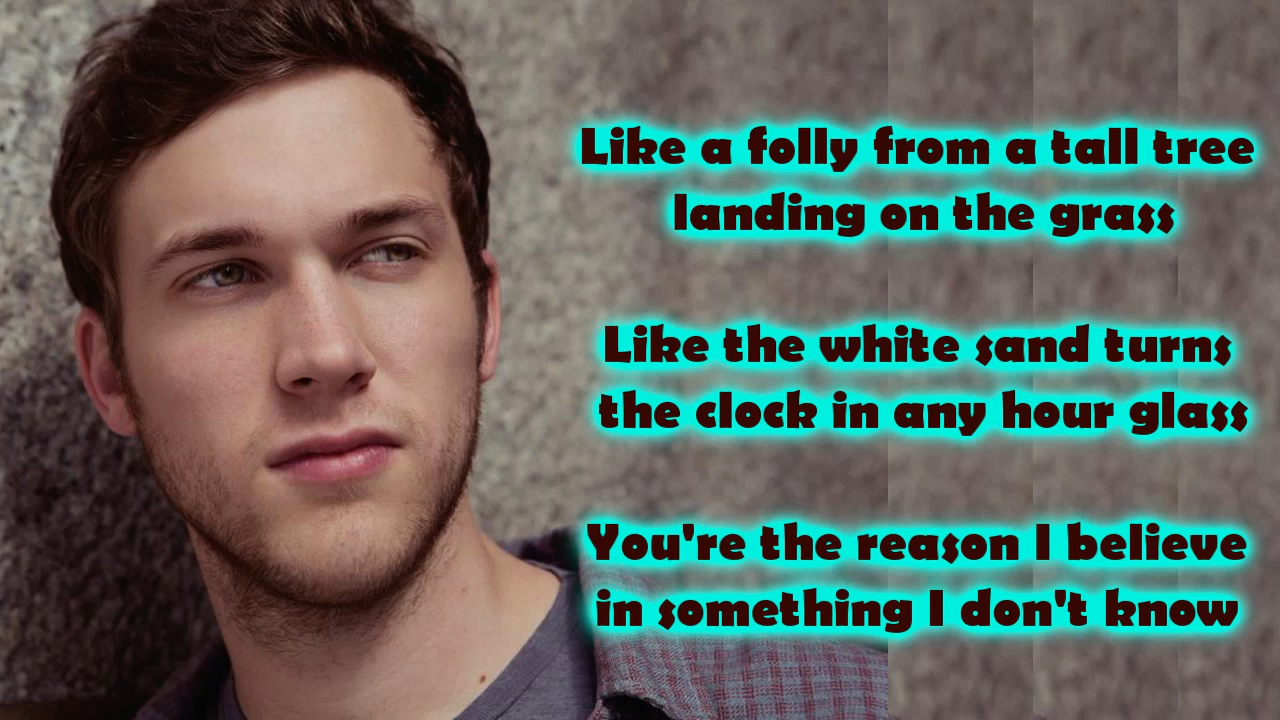 Like a folly from a tall tree
landing on the grass
Like the white sand turns
the clock in any hour glass
You're the reason I believe
in something I don't know